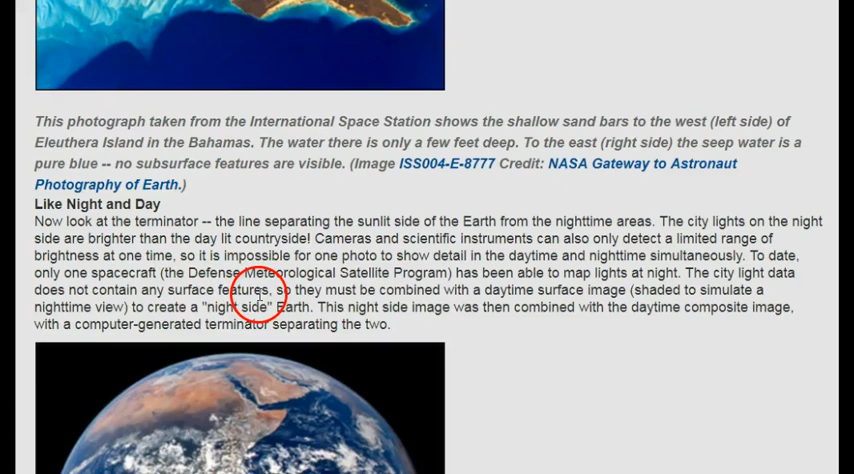 This photograph taken from the International Space Station shows the shallow sand bars to the west (left side) of
Eleuthera Island in the Bahamas. The water there is only a few feet deep. To the east (right side) the seep water is a
pure blue -- no subsurface features are visible. (Image ISS004-E-8777 Credit: NASA Gateway to Astronaut
Photography of Earth.)
Like Night and Day
Now look at the terminator -- the line separating the sunlit side of the Earth from the nighttime areas. The city lights on the night
side are brighter than the day lit countryside! Cameras and scientific instruments can also only detect a limited range of
brightness at one time, so it is impossible for one photo to show detail in the daytime and nighttime simultaneously. To date,
only one spacecraft (the Defense Meteorological Satellite Program) has been able to map lights at night. The city light data
does not contain any surface features, so they must be combined with a daytime surface image (shaded to simulate a
nighttime view) to create a "night side" Earth. This night side image was then combined with the daytime composite image,
with a computer-generated terminator separating the two.